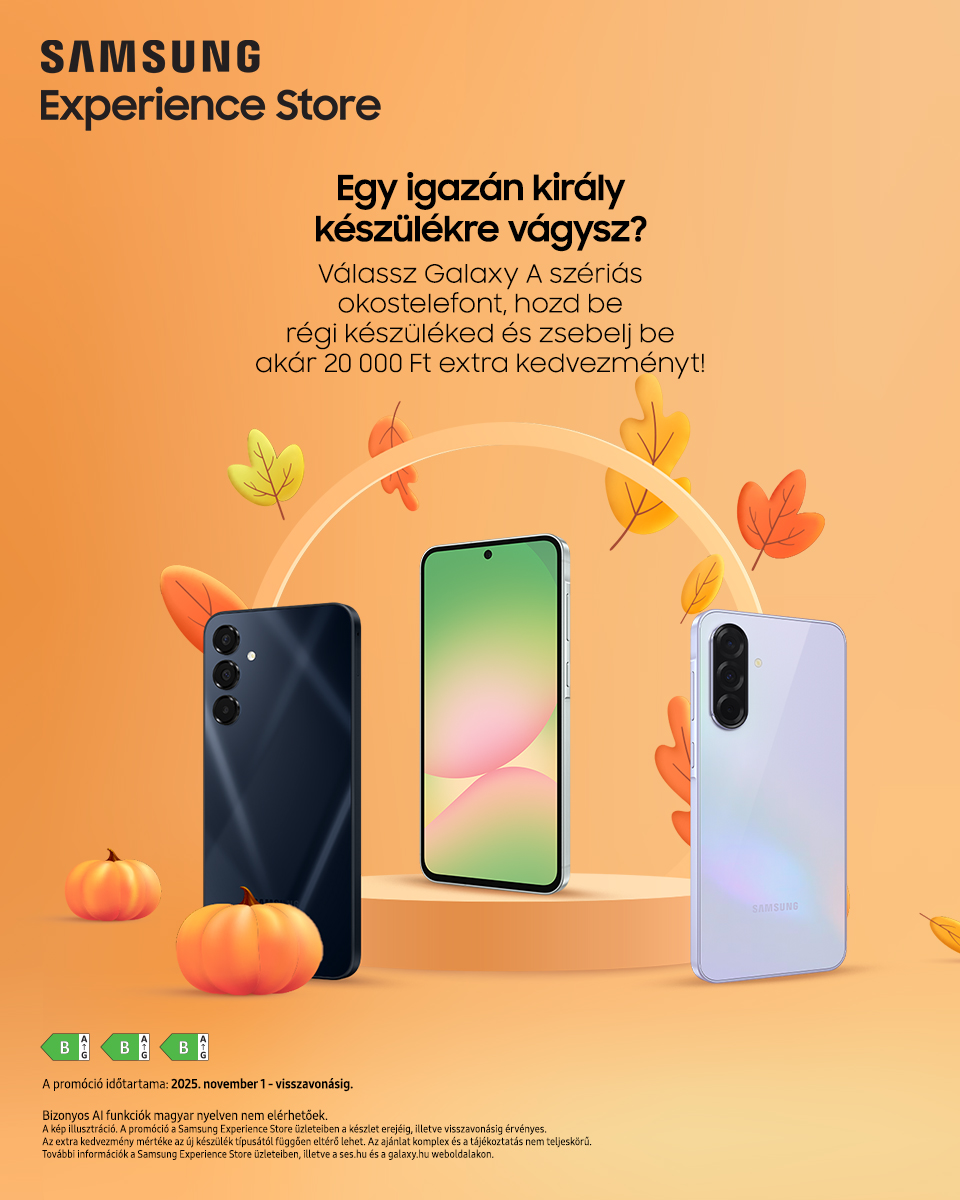 SAMSUNG
Experience Store
Egy igazán király
készülékre vágysz?
Válassz Galaxy A szériás
okostelefont, hozd be
régi készüléked és zsebelj be
akár 20 000 Ft extra kedvezményt!
SAMSUNG
B A↑G B A↑G B A↑G
A promóció időtartama: 2025. november 1 - visszavonásig.
Bizonyos AI funkciók magyar nyelven nem elérhetőek.
A kép illusztráció. A promóció a Samsung Experience Store üzleteiben a készlet erejéig, illetve visszavonásig érvényes.
Az extra kedvezmény mértéke az új készülék típusától függően eltérő lehet. Az ajánlat komplex és a tájékoztatás nem teljeskörű.
További információk a Samsung Experience Store üzleteiben, illetve a ses.hu és a galaxy.hu weboldalakon.